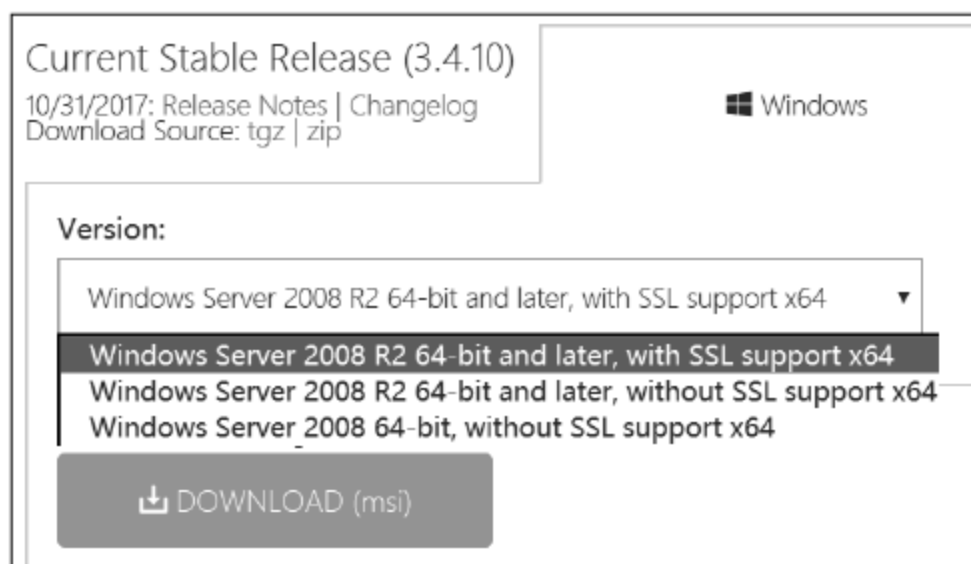 Current Stable Release (3.4.10)
10/31/2017: Release Notes | Changelog
Download Source: tgz | zip
Windows
Version:
Windows Server 2008 R2 64-bit and later, with SSL support x64
Windows Server 2008 R2 64-bit and later, with SSL support x64
Windows Server 2008 R2 64-bit and later, without SSL support x64
Windows Server 2008 64-bit, without SSL support x64
DOWNLOAD (msi)